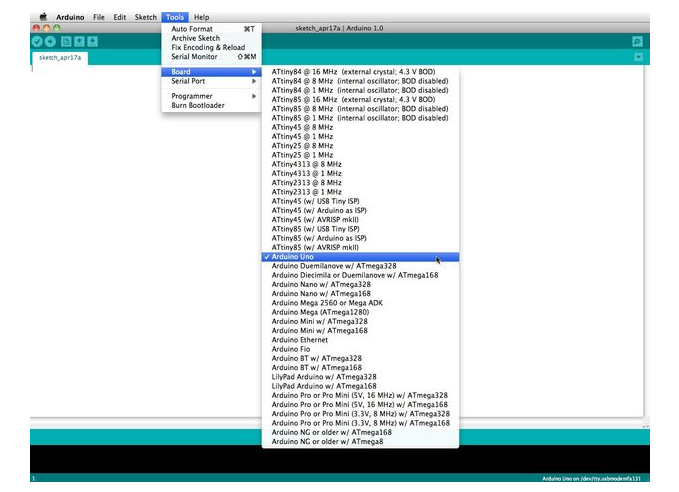 Arduino File Edit Sketch Tools Help
sketch_apr17a | Arduino 1.0
sketch_apr17a
Auto Format ⌘T
Archive Sketch
Fix Encoding & Reload
Serial Monitor ⇧⌘M
Board
Serial Port
Programmer
Burn Bootloader
ATtiny84 @ 16 MHz (external crystal; 4.3 V BOD)
ATtiny84 @ 8 MHz (internal oscillator; BOD disabled)
ATtiny84 @ 1 MHz (internal oscillator; BOD disabled)
ATtiny85 @ 16 MHz (external crystal; 4.3 V BOD)
ATtiny85 @ 8 MHz (internal oscillator; BOD disabled)
ATtiny85 @ 1 MHz (internal oscillator; BOD disabled)
ATtiny45 @ 8 MHz
ATtiny45 @ 1 MHz
ATtiny25 @ 8 MHz
ATtiny25 @ 1 MHz
ATtiny4313 @ 8 MHz
ATtiny4313 @ 1 MHz
ATtiny2313 @ 8 MHz
ATtiny2313 @ 1 MHz
ATtiny45 (w/ USB Tiny ISP)
ATtiny45 (w/ Arduino as ISP)
ATtiny45 (w/ AVRISP mkII)
ATtiny85 (w/ USB Tiny ISP)
ATtiny85 (w/ Arduino as ISP)
ATtiny85 (w/ AVRISP mkII)
✓ Arduino Uno
Arduino Duemilanove w/ ATmega328
Arduino Diecimila or Duemilanove w/ ATmega168
Arduino Nano w/ ATmega328
Arduino Nano w/ ATmega168
Arduino Mega 2560 or Mega ADK
Arduino Mega (ATmega1280)
Arduino Mini w/ ATmega328
Arduino Mini w/ ATmega168
Arduino Ethernet
Arduino Fio
Arduino BT w/ ATmega328
Arduino BT w/ ATmega168
LilyPad Arduino w/ ATmega328
LilyPad Arduino w/ ATmega168
Arduino Pro or Pro Mini (5V, 16 MHz) w/ ATmega328
Arduino Pro or Pro Mini (5V, 16 MHz) w/ ATmega168
Arduino Pro or Pro Mini (3.3V, 8 MHz) w/ ATmega328
Arduino Pro or Pro Mini (3.3V, 8 MHz) w/ ATmega168
Arduino NG or older w/ ATmega168
Arduino NG or older w/ ATmega8
1
Arduino Uno on /dev/tty.usbmodemfa131